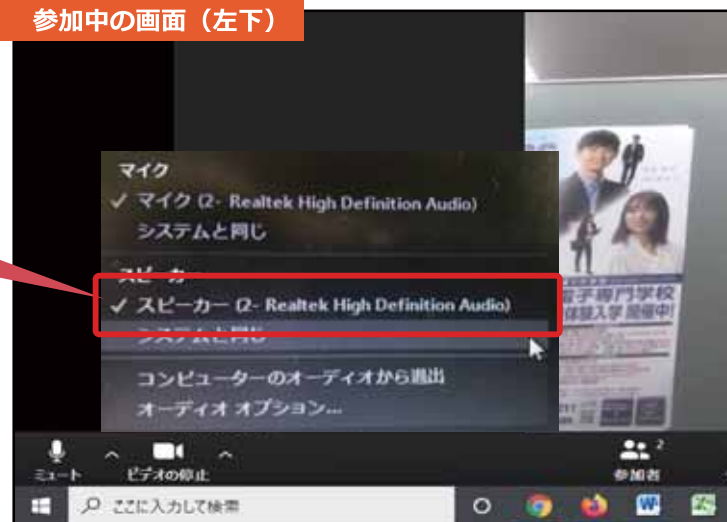 参加中の画面（左下）
マイク
✓ マイク (2- Realtek High Definition Audio)
システムと同じ
スピーカー
✓ スピーカー (2- Realtek High Definition Audio)
システムと同じ
コンピューターのオーディオから退出
オーディオ オプション...
電子専門学校
体験入学 開催中!
ミュート
ビデオの停止
2
参加者
ここに入力して検索